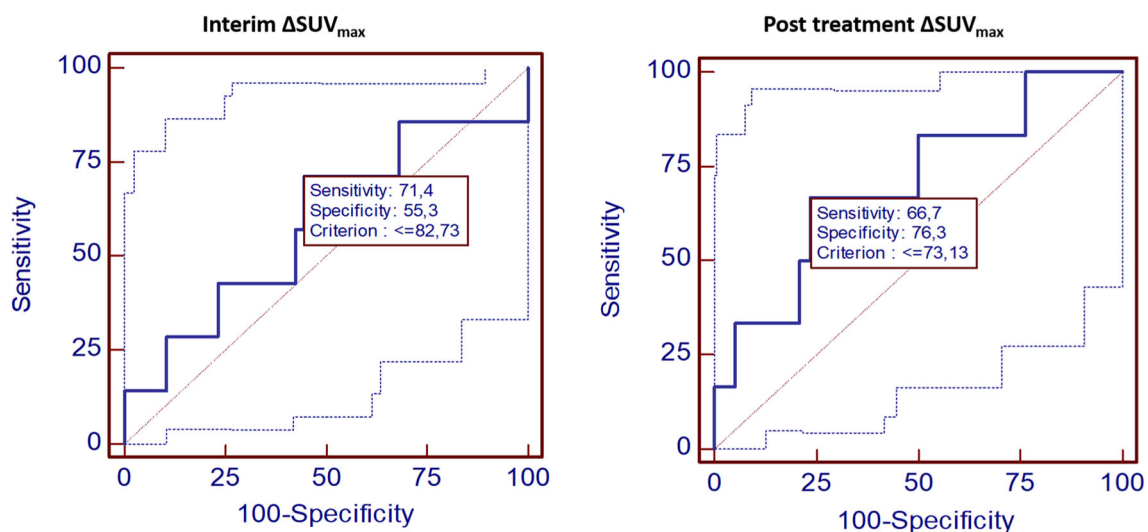 Interim ΔSUVmax
100
75
50
25
0
Sensitivity
Sensitivity: 71,4
Specificity: 55,3
Criterion : <=82,73
0 25 50 75 100
100-Specificity
Post treatment ΔSUVmax
100
75
50
25
0
Sensitivity
Sensitivity: 66,7
Specificity: 76,3
Criterion : <=73,13
0 25 50 75 100
100-Specificity